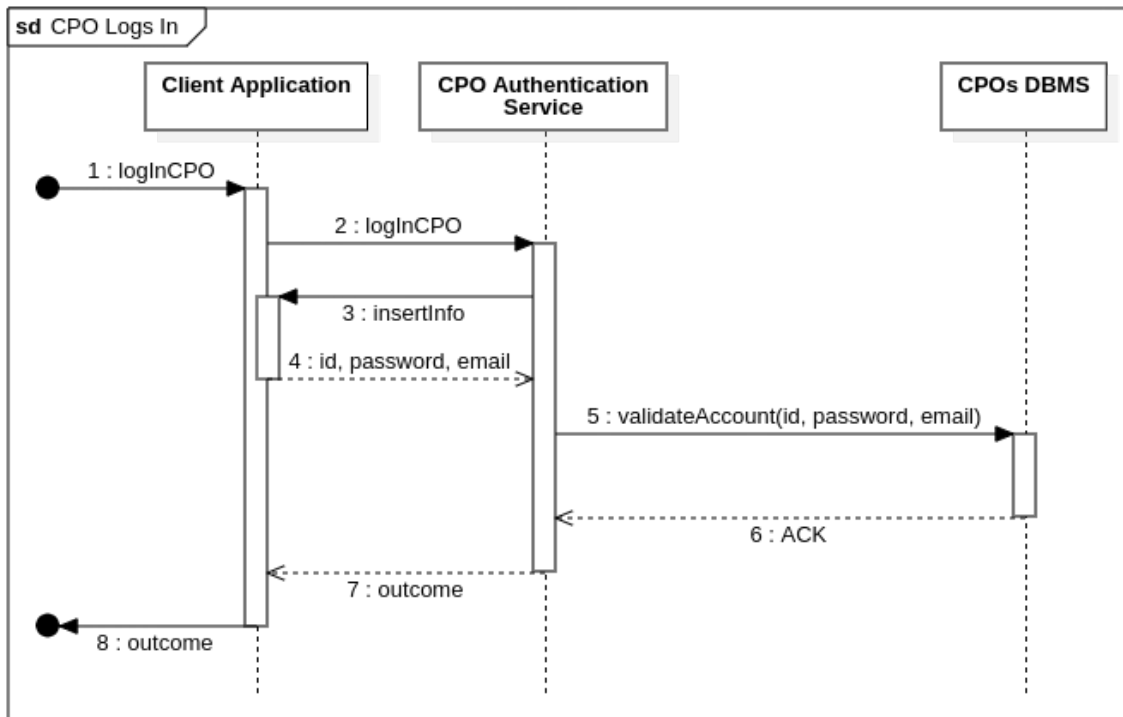 sd CPO Logs In
Client Application
CPO Authentication
Service
CPOs DBMS
1 : logInCPO
2 : logInCPO
3 : insertInfo
4 : id, password, email
5 : validateAccount(id, password, email)
6 : ACK
7 : outcome
8 : outcome